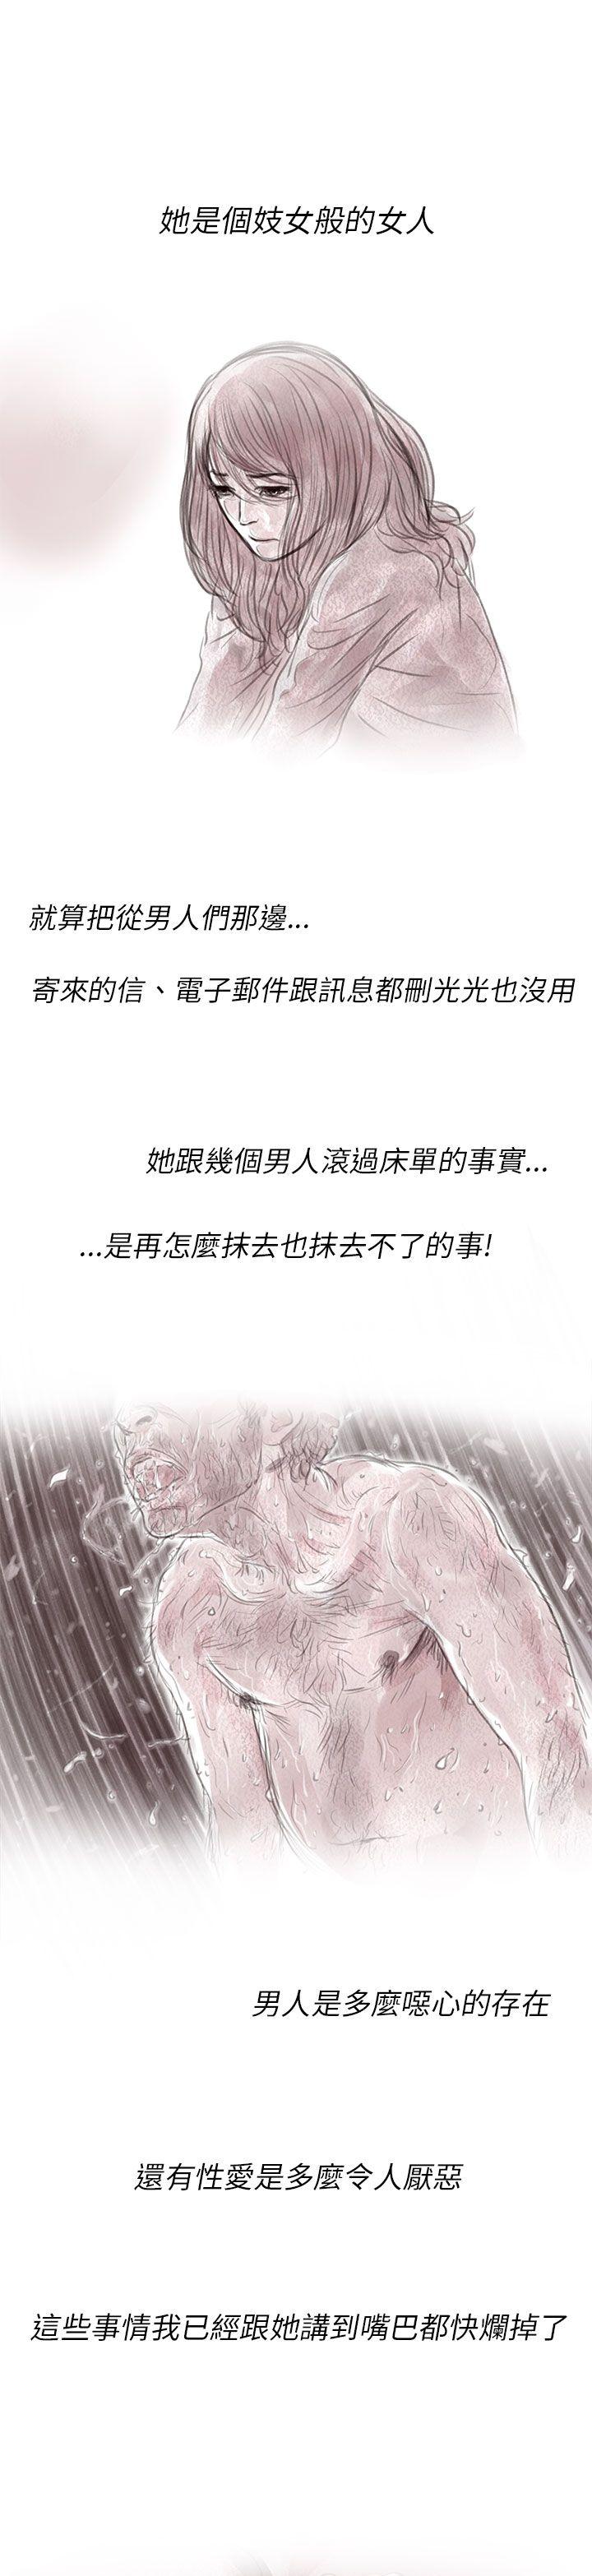 她是個妓女般的女人
就算把從男人們那邊...
寄來的信、電子郵件跟訊息都刪光光也沒用
她跟幾個男人滾過床單的事實...
...是再怎麼抹去也抹去不了的事!
男人是多麼噁心的存在
還有性愛是多麼令人厭惡
這些事情我已經跟她講到嘴巴都快爛掉了